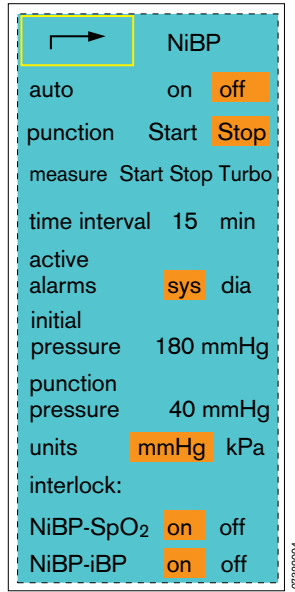 NiBP
auto on off
punction Start Stop
measure Start Stop Turbo
time interval 15 min
active
alarms sys dia
initial
pressure 180 mmHg
punction
pressure 40 mmHg
units mmHg kPa
interlock:
NiBP-SpO₂ on off
NiBP-iBP on off